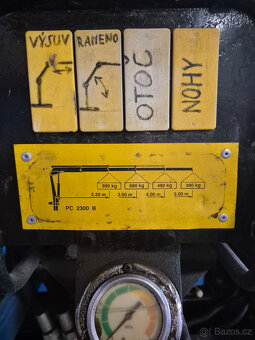 VÝSUV
RAMENO
OTOČ
NOHY
990 kg 680 kg 480 kg 380 kg
2.20 m 3.00 m 4.00 m 5.00 m
PC 2300 B
Bazos.cz